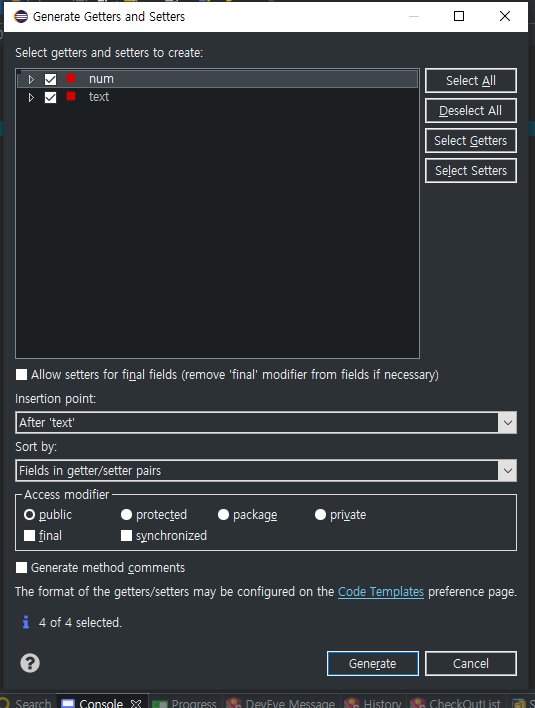 Generate Getters and Setters
Select getters and setters to create:
num
text
Select All
Deselect All
Select Getters
Select Setters
Allow setters for final fields (remove 'final' modifier from fields if necessary)
Insertion point:
After 'text'
Sort by:
Fields in getter/setter pairs
Access modifier
public protected package private
final synchronized
Generate method comments
The format of the getters/setters may be configured on the Code Templates preference page.
4 of 4 selected.
Generate Cancel
Search Console Progress DevEye Message History CheckOutList S